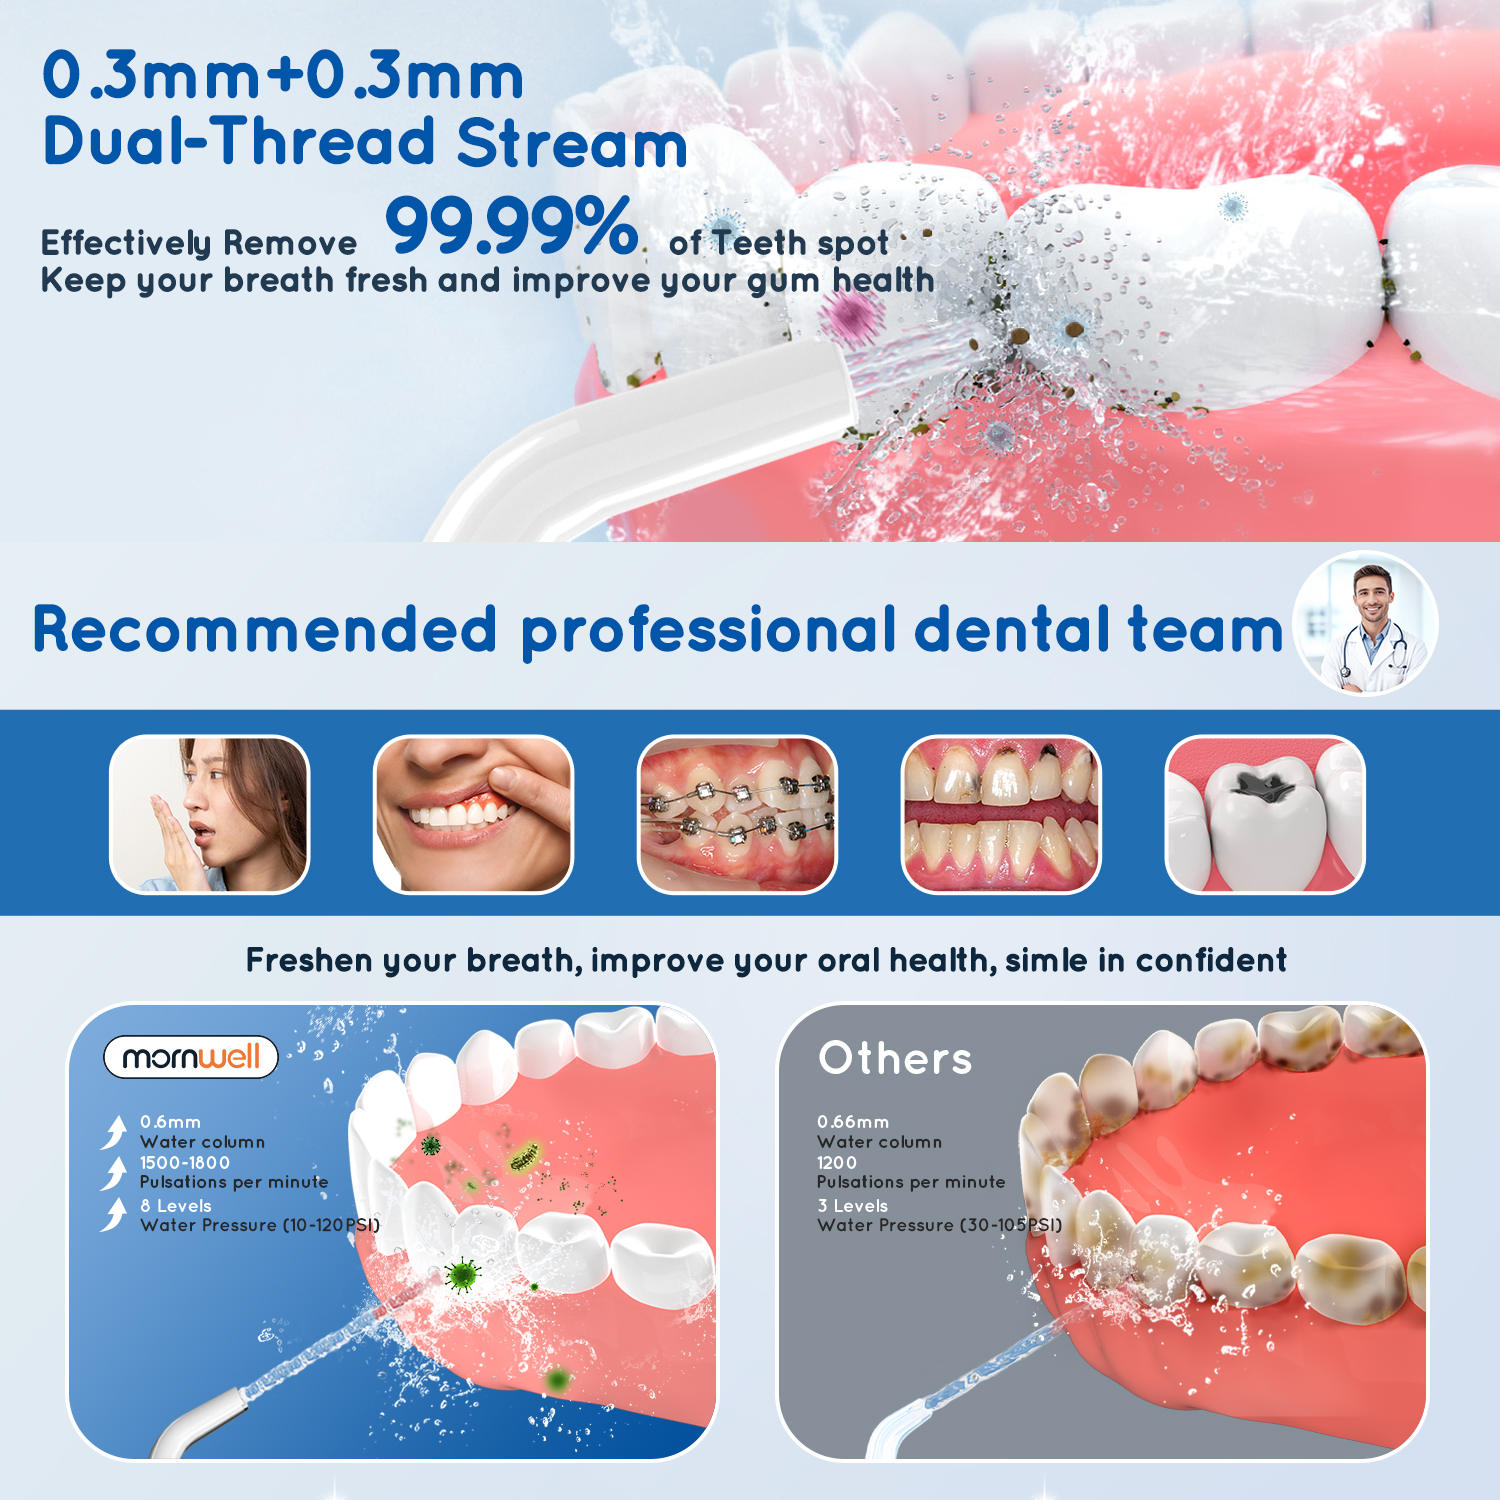 0.3mm+0.3mm
Dual-Thread Stream
Effectively Remove 99.99% of Teeth spot
Keep your breath fresh and improve your gum health
Recommended professional dental team
Freshen your breath, improve your oral health, simle in confident
mornwell
0.6mm
Water column
1500-1800
Pulsations per minute
8 Levels
Water Pressure (10-120PSI)
Others
0.66mm
Water column
1200
Pulsations per minute
3 Levels
Water Pressure (30-105PSI)